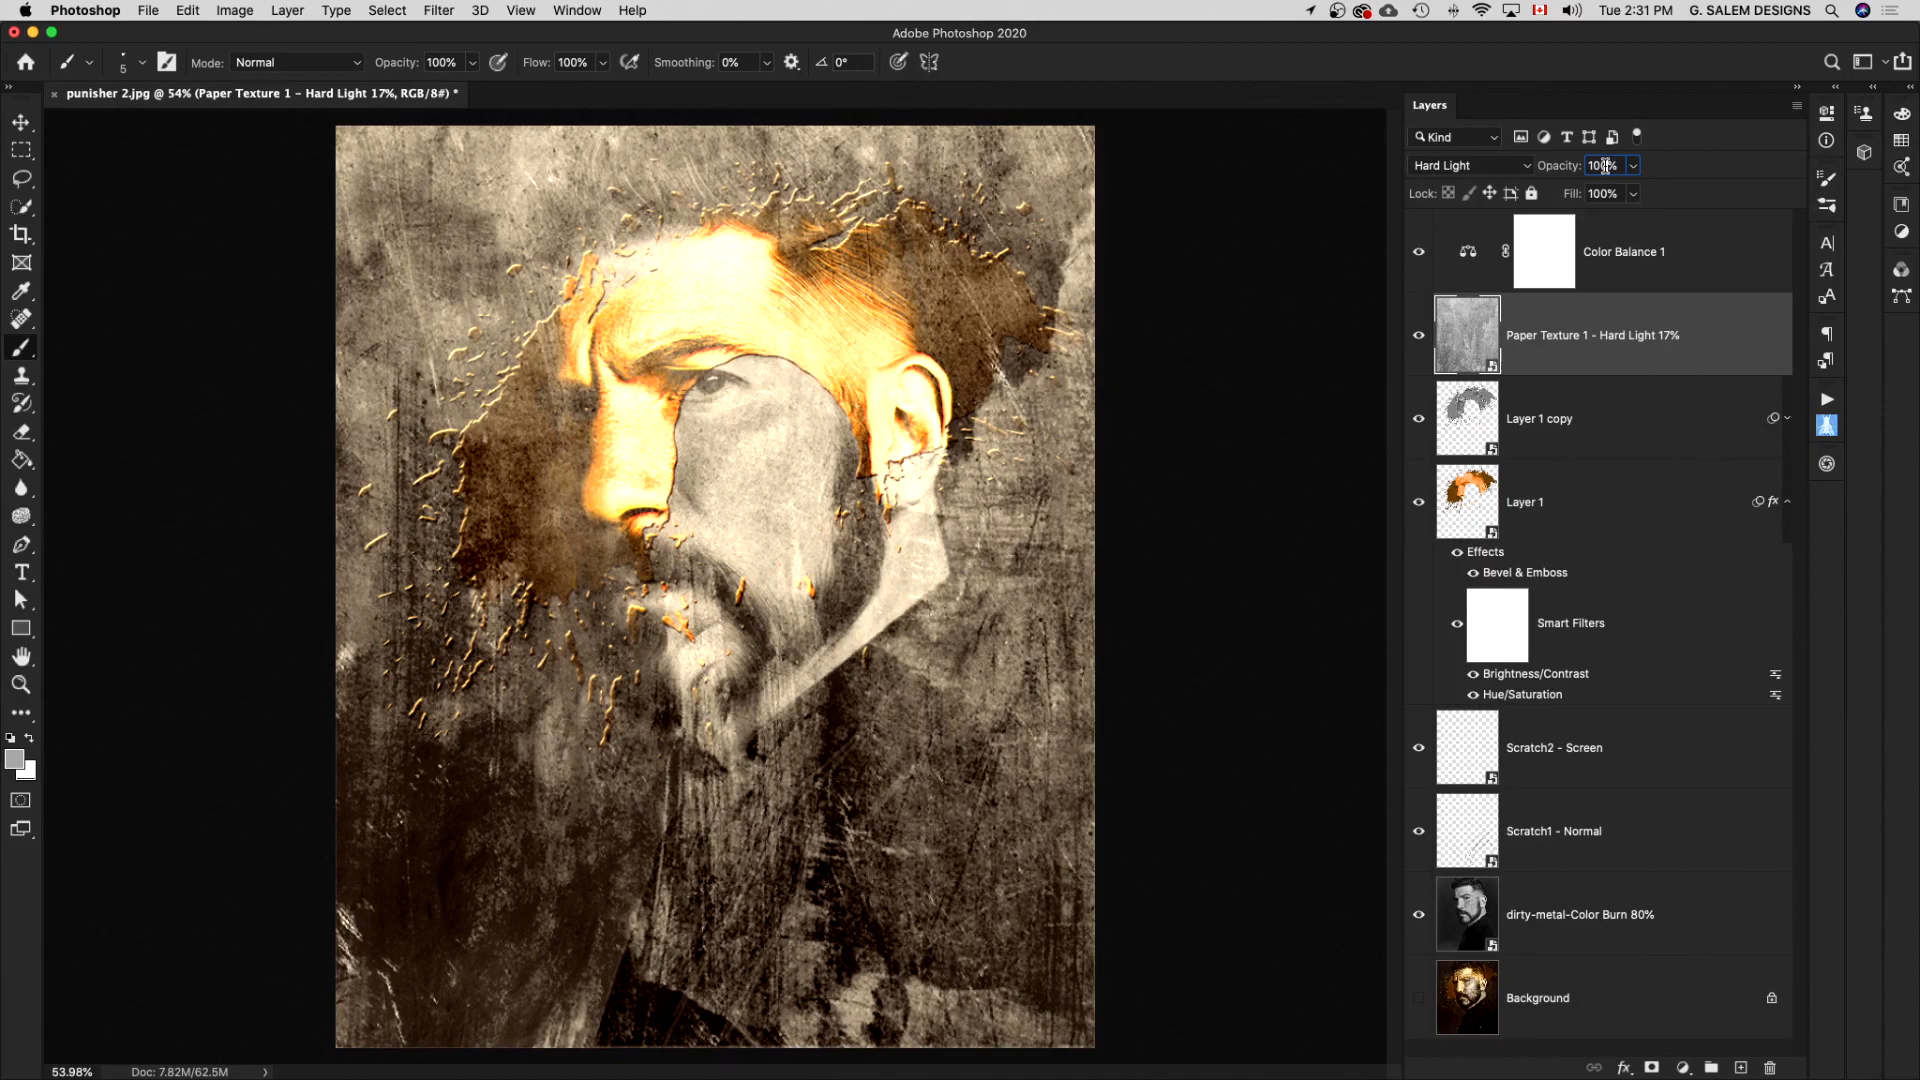 Photoshop File Edit Image Layer Type Select Filter 3D View Window Help Tue 2:31 PM G. SALEM DESIGNS
Adobe Photoshop 2020
5 Mode: Normal Opacity: 100% Flow: 100% Smoothing: 0% 0°
punisher 2.jpg @ 54% (Paper Texture 1 - Hard Light 17%, RGB/8#) *
Layers
Kind
Hard Light Opacity: 100%
Lock: Fill: 100%
Color Balance 1
Paper Texture 1 - Hard Light 17%
Layer 1 copy
Layer 1 fx
Effects
Bevel & Emboss
Smart Filters
Brightness/Contrast
Hue/Saturation
Scratch2 - Screen
Scratch1 - Normal
dirty-metal-Color Burn 80%
Background
53.98% Doc: 7.82M/62.5M